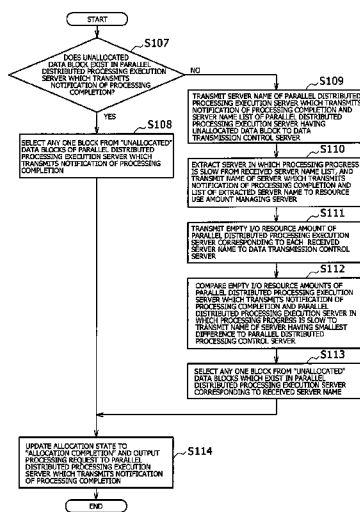 START
S107
DOES UNALLOCATED
DATA BLOCK EXIST IN PARALLEL
DISTRIBUTED PROCESSING EXECUTION
SERVER WHICH TRANSMITS
NOTIFICATION OF PROCESSING
COMPLETION?
NO
YES
S108
SELECT ANY ONE BLOCK FROM "UNALLOCATED"
DATA BLOCKS OF PARALLEL DISTRIBUTED
PROCESSING EXECUTION SERVER WHICH
TRANSMITS NOTIFICATION OF PROCESSING
COMPLETION
S109
TRANSMIT SERVER NAME OF PARALLEL
DISTRIBUTED PROCESSING EXECUTION SERVER WHICH TRANSMITS
NOTIFICATION OF PROCESSING COMPLETION AND
SERVER NAME LIST OF PARALLEL DISTRIBUTED
PROCESSING EXECUTION SERVER HAVING
UNALLOCATED DATA BLOCK TO DATA
TRANSMISSION CONTROL SERVER
S110
EXTRACT SERVER IN WHICH PROCESSING PROGRESS
IS SLOW FROM RECEIVED SERVER NAME LIST, AND
TRANSMIT NAME OF SERVER WHICH TRANSMITS
NOTIFICATION OF PROCESSING COMPLETION AND
LIST OF EXTRACTED SERVER NAME TO RESOURCE
USE AMOUNT MANAGING SERVER
S111
TRANSMIT EMPTY I/O RESOURCE AMOUNT OF
PARALLEL DISTRIBUTED PROCESSING EXECUTION
SERVER CORRESPONDING TO EACH RECEIVED
SERVER NAME TO DATA TRANSMISSION CONTROL
SERVER
S112
COMPARE EMPTY I/O RESOURCE AMOUNTS OF
PARALLEL DISTRIBUTED PROCESSING EXECUTION
SERVER WHICH TRANSMITS NOTIFICATION OF
PROCESSING COMPLETION AND PARALLEL
DISTRIBUTED PROCESSING EXECUTION SERVER IN
WHICH PROCESSING PROGRESS IS SLOW TO
TRANSMIT NAME OF SERVER HAVING SMALLEST
DIFFERENCE TO PARALLEL DISTRIBUTED
PROCESSING CONTROL SERVER
S113
SELECT ANY ONE BLOCK FROM "UNALLOCATED"
DATA BLOCKS WHICH EXIST IN PARALLEL
DISTRIBUTED PROCESSING EXECUTION SERVER
CORRESPONDING TO RECEIVED SERVER NAME
S114
UPDATE ALLOCATION STATE TO
"ALLOCATION COMPLETION" AND OUTPUT
PROCESSING REQUEST TO PARALLEL
DISTRIBUTED PROCESSING EXECUTION
SERVER WHICH TRANSMITS NOTIFICATION
OF PROCESSING COMPLETION
END